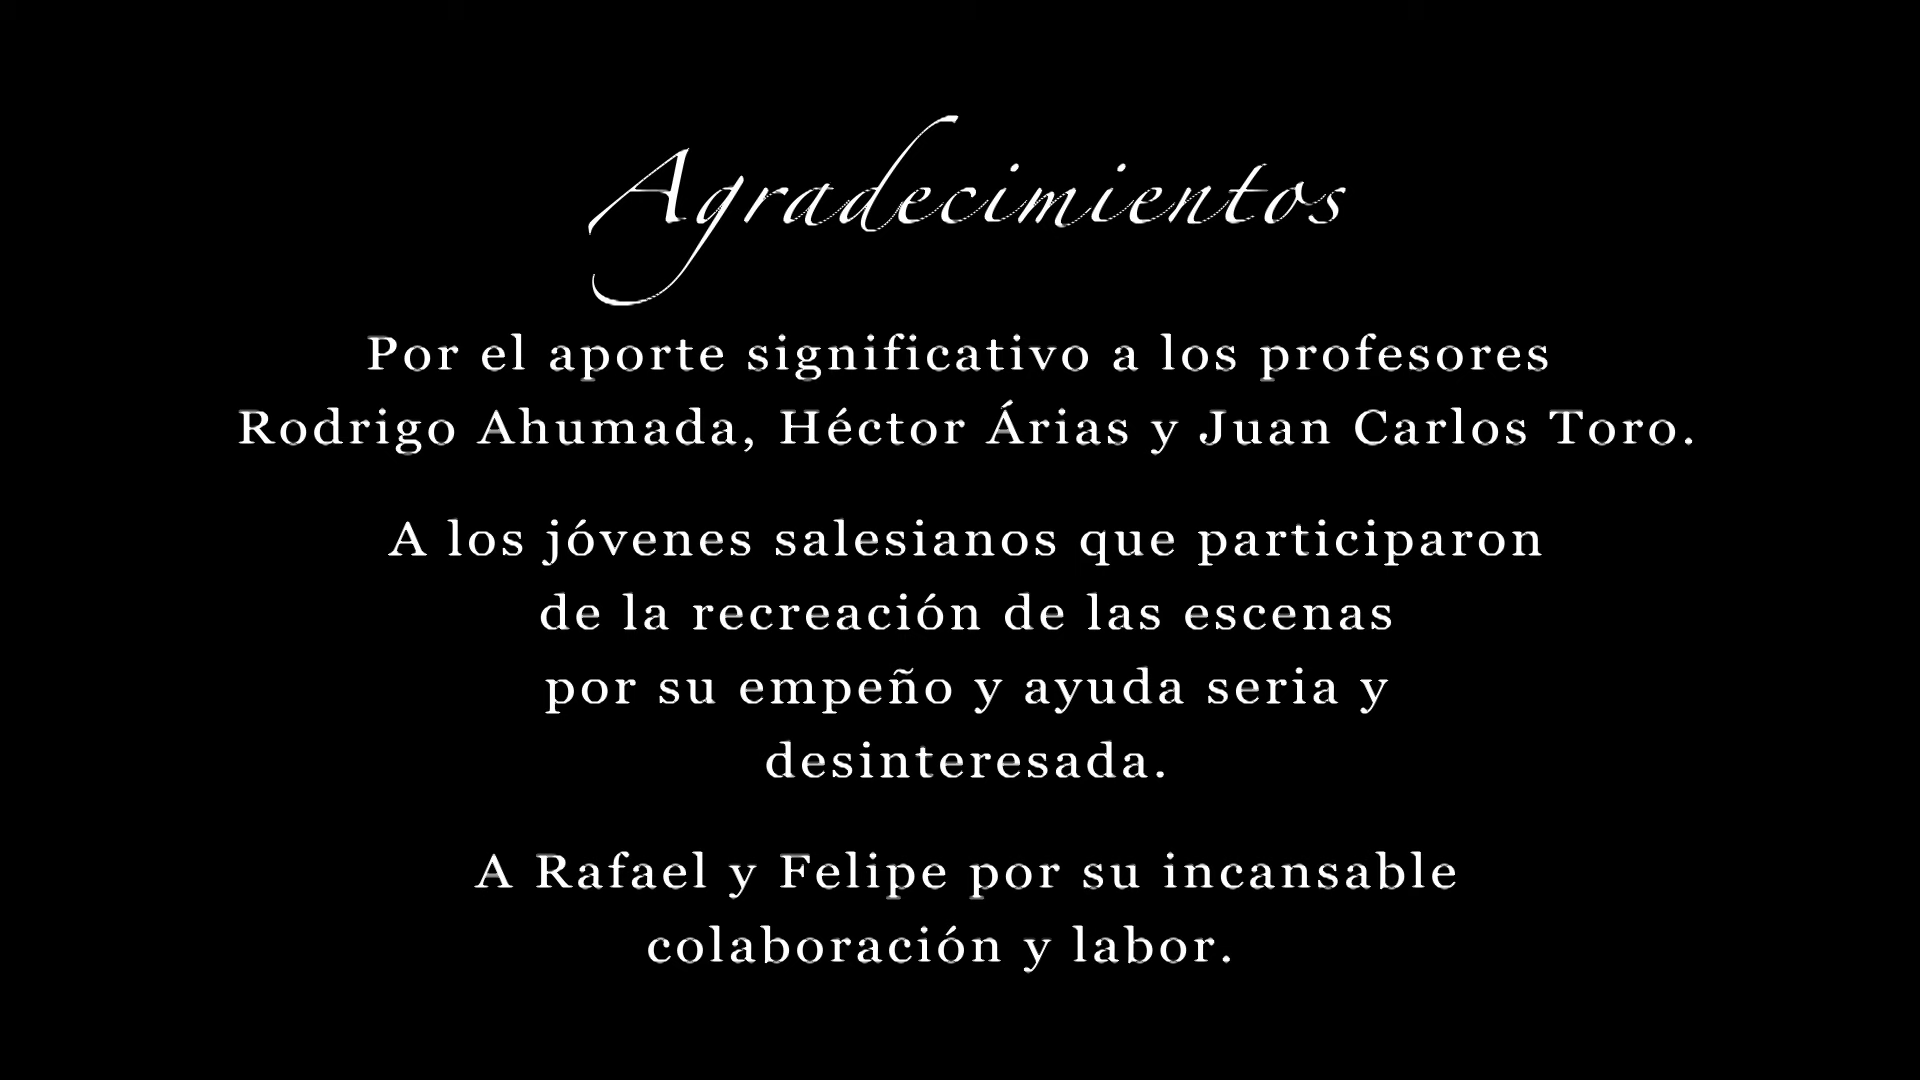 Agradecimientos
Por el aporte significativo a los profesores
Rodrigo Ahumada, Héctor Árias y Juan Carlos Toro.
A los jóvenes salesianos que participaron
de la recreación de las escenas
por su empeño y ayuda seria y
desinteresada.
A Rafael y Felipe por su incansable
colaboración y labor.